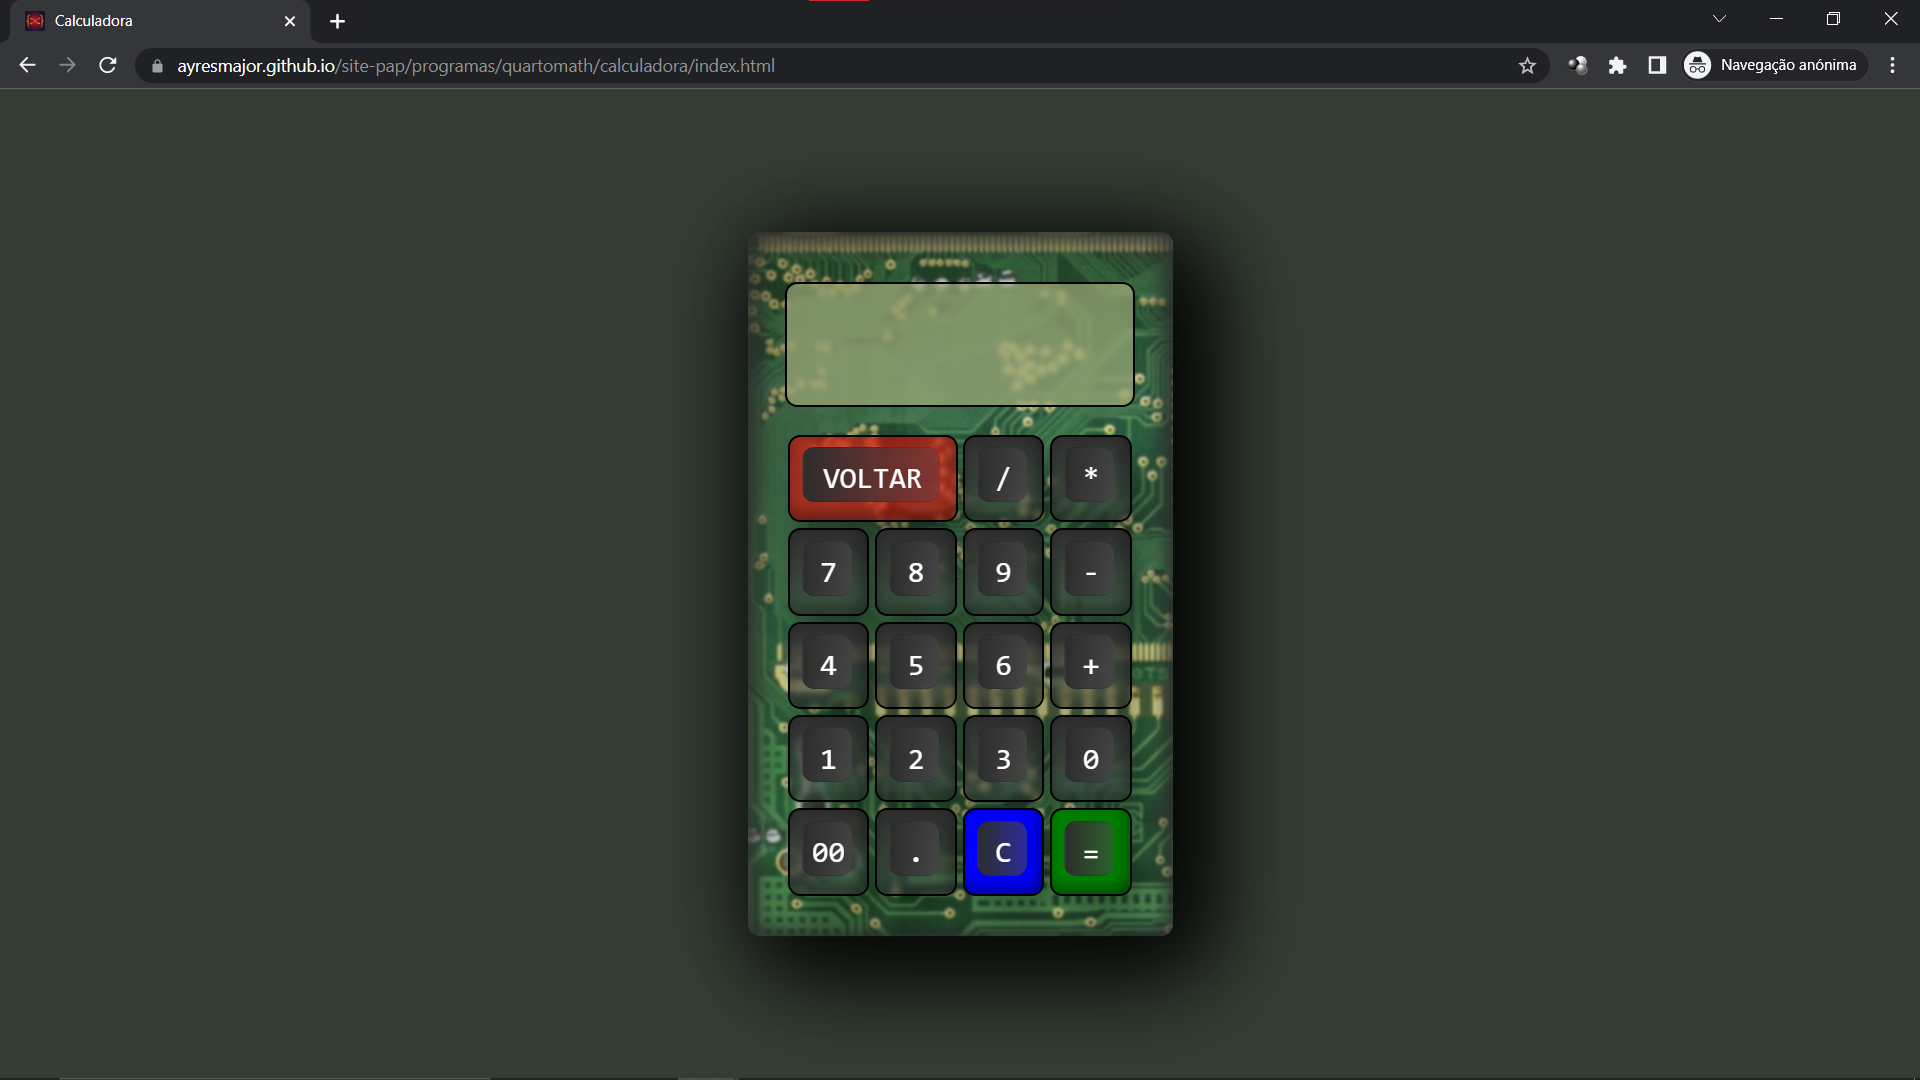 Calculadora
ayresmajor.github.io/site-pap/programas/quartomath/calculadora/index.html
Navegação anónima
VOLTAR / *
7 8 9 -
4 5 6 +
GTS
1 2 3 0
00 . C =